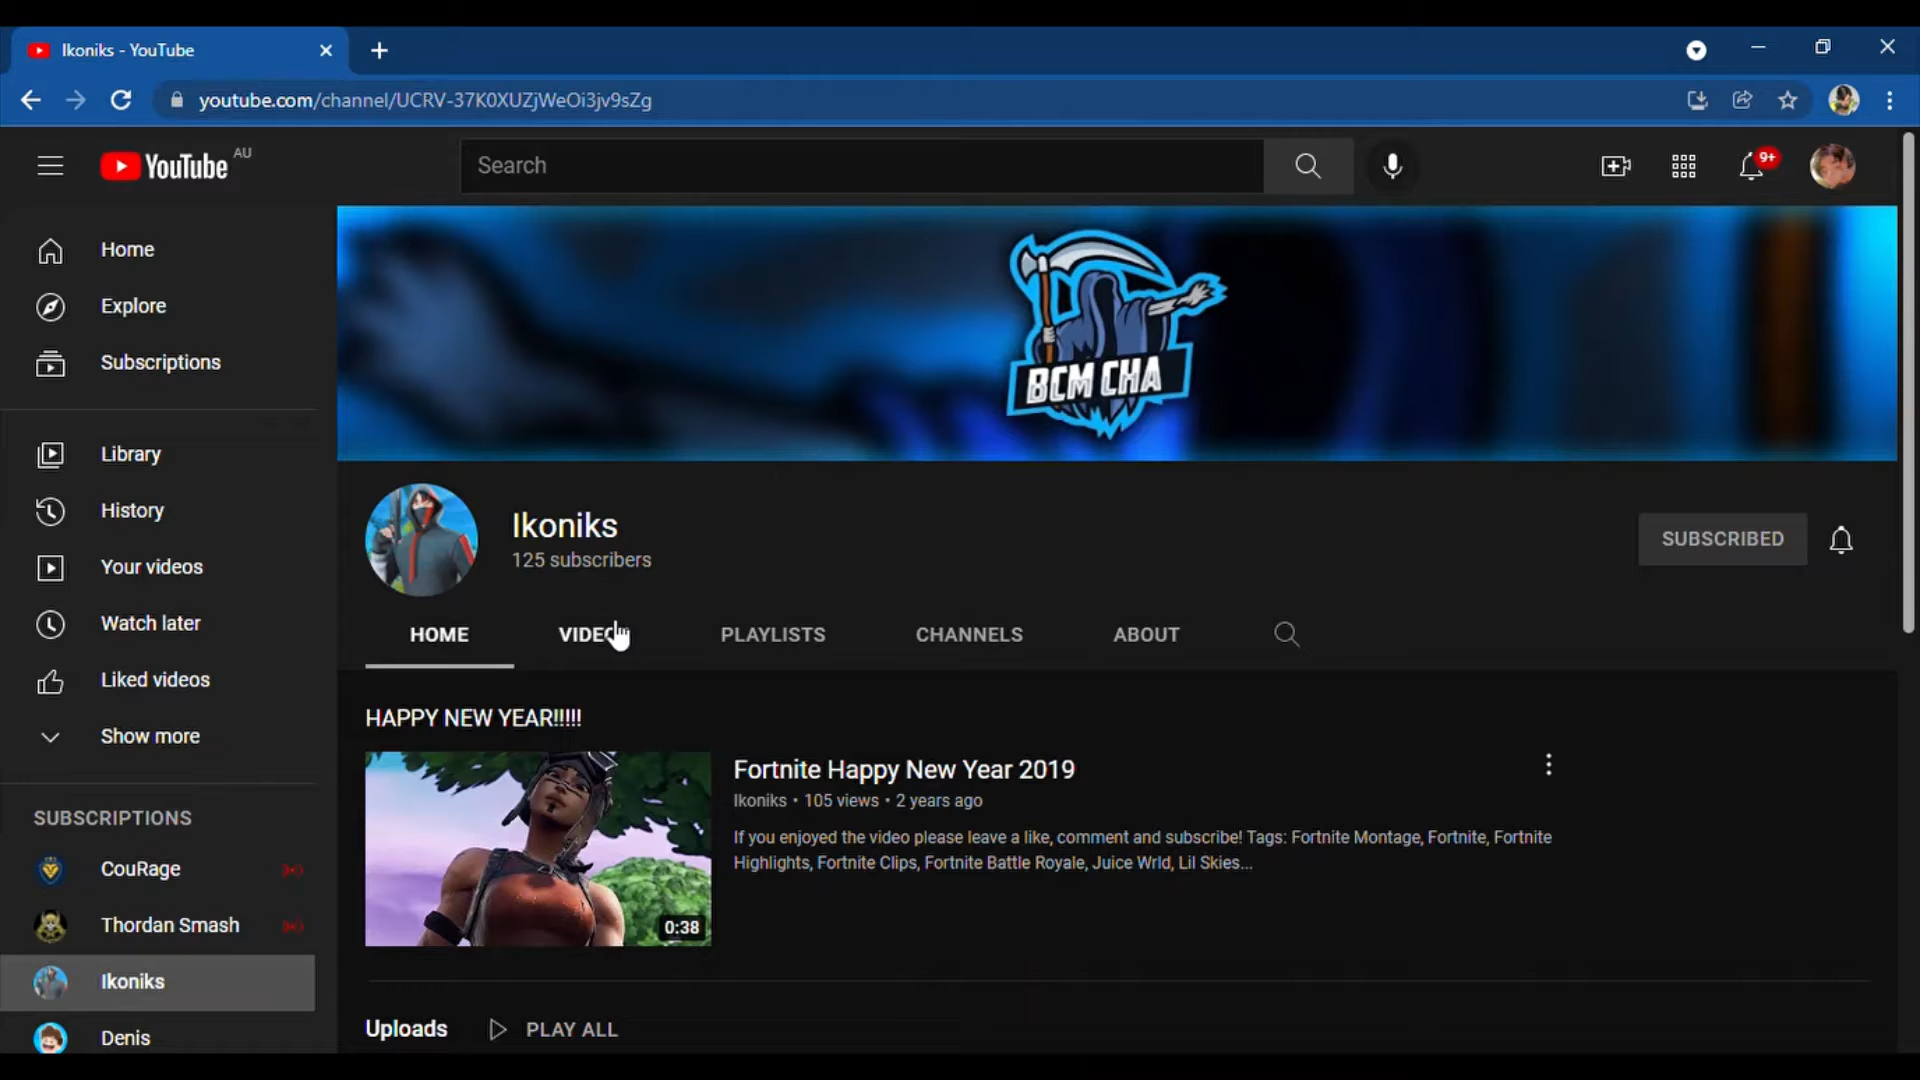 Ikoniks - YouTube
youtube.com/channel/UCRV-37K0XUZjWeOi3jv9sZg
YouTube AU
Search
9+
Home
Explore
Subscriptions
Library
History
Your videos
Watch later
Liked videos
Show more
SUBSCRIPTIONS
CouRage
Thordan Smash
Ikoniks
Denis
BCM CHA
Ikoniks
125 subscribers
SUBSCRIBED
HOME
PLAYLISTS
CHANNELS
ABOUT
HAPPY NEW YEAR!!!!!
0:38
Fortnite Happy New Year 2019
Ikoniks • 105 views • 2 years ago
If you enjoyed the video please leave a like, comment and subscribe! Tags: Fortnite Montage, Fortnite, Fortnite
Highlights, Fortnite Clips, Fortnite Battle Royale, Juice Wrld, Lil Skies...
Uploads
PLAY ALL